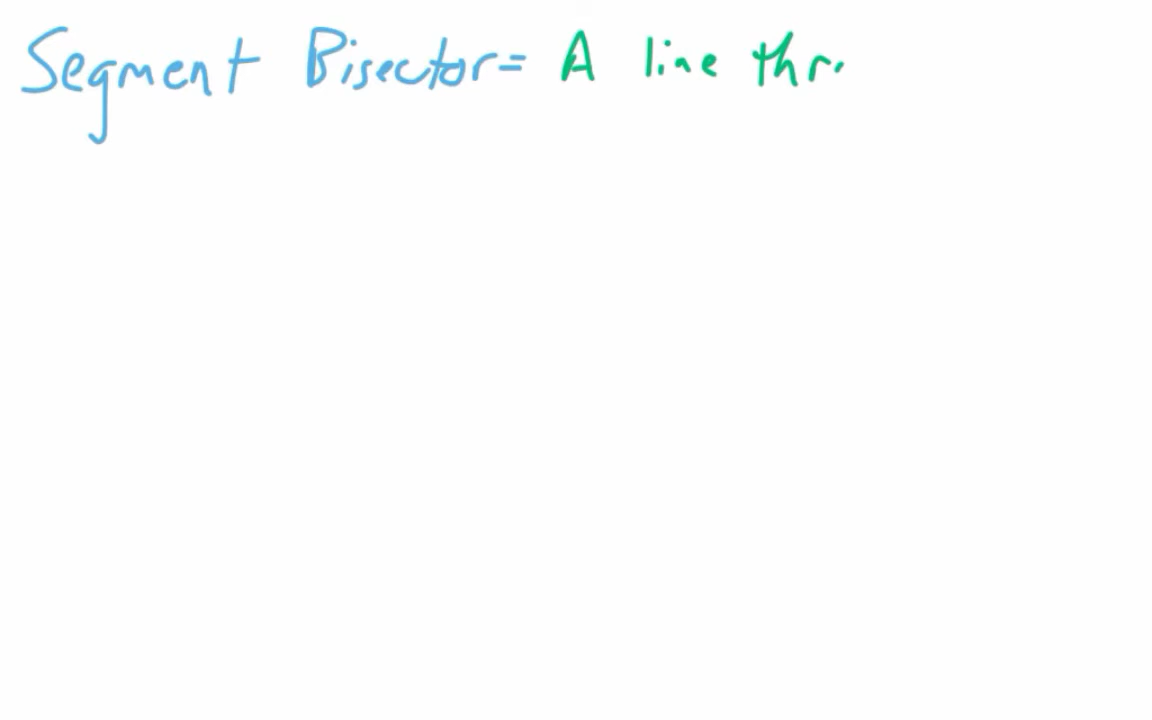 Segment Bisector= A line thr